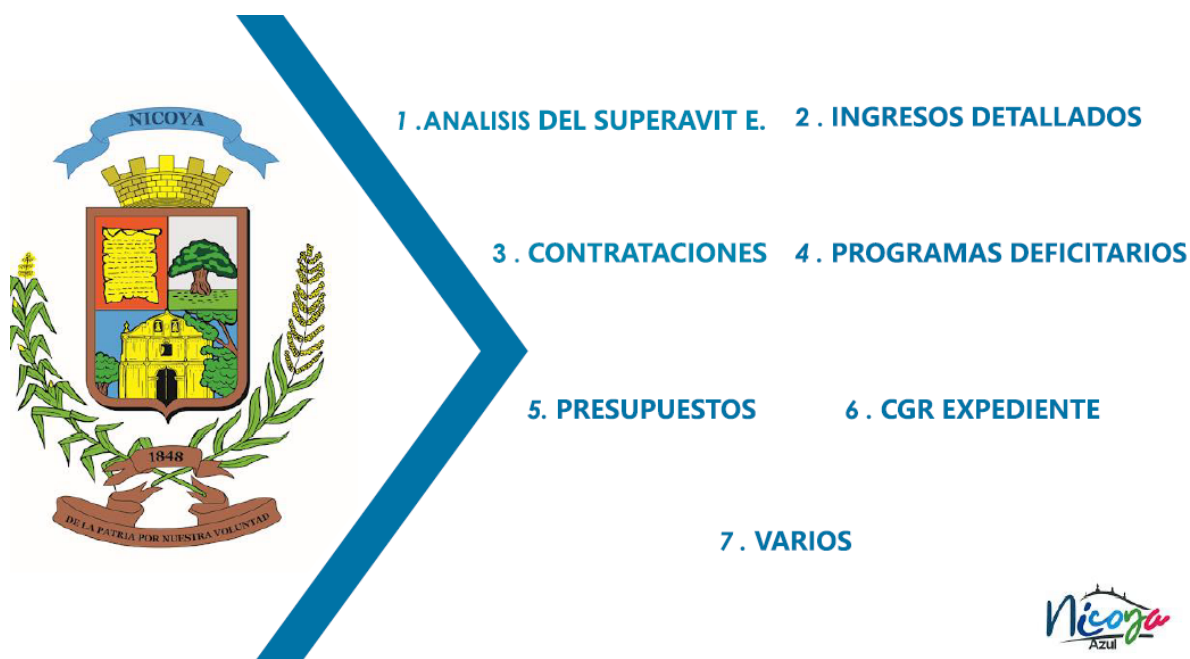 NICOYA
1848
DE LA PATRIA POR NUESTRA VOLUNTAD
1 .ANALISIS DEL SUPERAVIT E.
2 . INGRESOS DETALLADOS
3 . CONTRATACIONES
4 . PROGRAMAS DEFICITARIOS
5. PRESUPUESTOS
6 . CGR EXPEDIENTE
7 . VARIOS
Nicoya
Azul